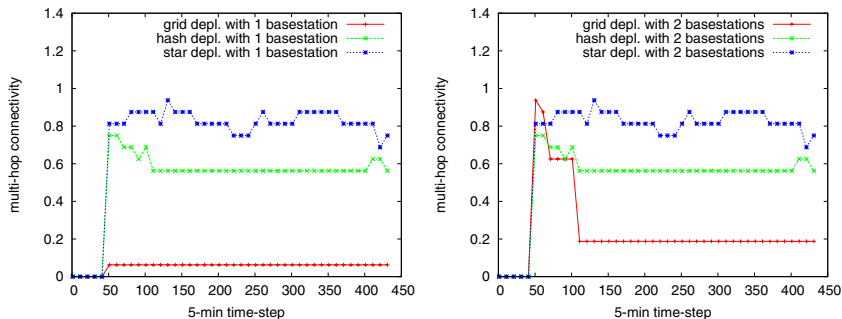 1.4
1.2
1
0.8
0.6
0.4
0.2
0
multi-hop connectivity
grid depl. with 1 basestation
hash depl. with 1 basestation
star depl. with 1 basestation
0 50 100 150 200 250 300 350 400 450
5-min time-step
1.4
1.2
1
0.8
0.6
0.4
0.2
0
multi-hop connectivity
grid depl. with 2 basestations
hash depl. with 2 basestations
star depl. with 2 basestations
0 50 100 150 200 250 300 350 400 450
5-min time-step